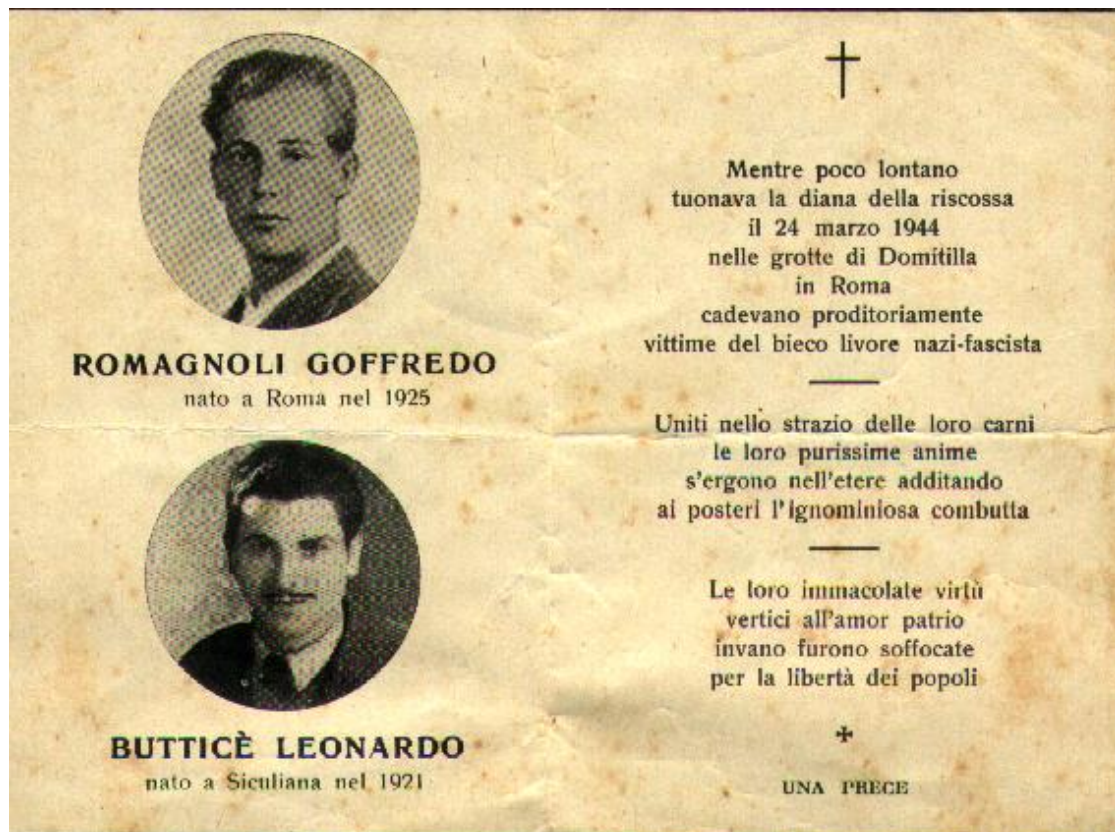 ROMAGNOLI GOFFREDO
nato a Roma nel 1925
BUTTICÈ LEONARDO
nato a Siculiana nel 1921
Mentre poco lontano
tuonava la diana della riscossa
il 24 marzo 1944
nelle grotte di Domitilla
in Roma
cadevano proditoriamente
vittime del bieco livore nazi-fascista
Uniti nello strazio delle loro carni
le loro purissime anime
s'ergono nell'etere additando
ai posteri l'ignominiosa combutta
Le loro immacolate virtù
vertici all'amor patrio
invano furono soffocate
per la libertà dei popoli
UNA PRECE